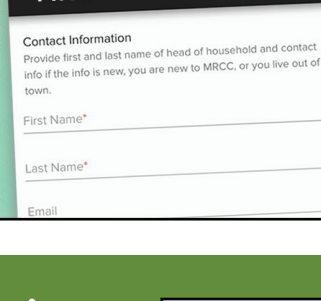 Contact Information
Provide first and last name of head of household and contact
info if the info is new, you are new to MRCC, or you live out of
town.
First Name*
Last Name*
Email